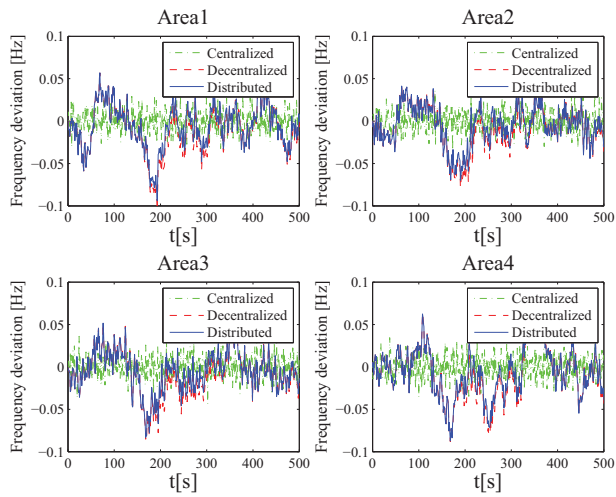 Area1
Frequency deviation [Hz]
0.1
0.05
0
−0.05
−0.1
0 100 200 300 400 500
t[s]
Centralized
Decentralized
Distributed
Area2
Frequency deviation [Hz]
0.1
0.05
0
−0.05
−0.1
0 100 200 300 400 500
t[s]
Centralized
Decentralized
Distributed
Area3
Frequency deviation [Hz]
0.1
0.05
0
−0.05
−0.1
0 100 200 300 400 500
t[s]
Centralized
Decentralized
Distributed
Area4
Frequency deviation [Hz]
0.1
0.05
0
−0.05
−0.1
0 100 200 300 400 500
t[s]
Centralized
Decentralized
Distributed